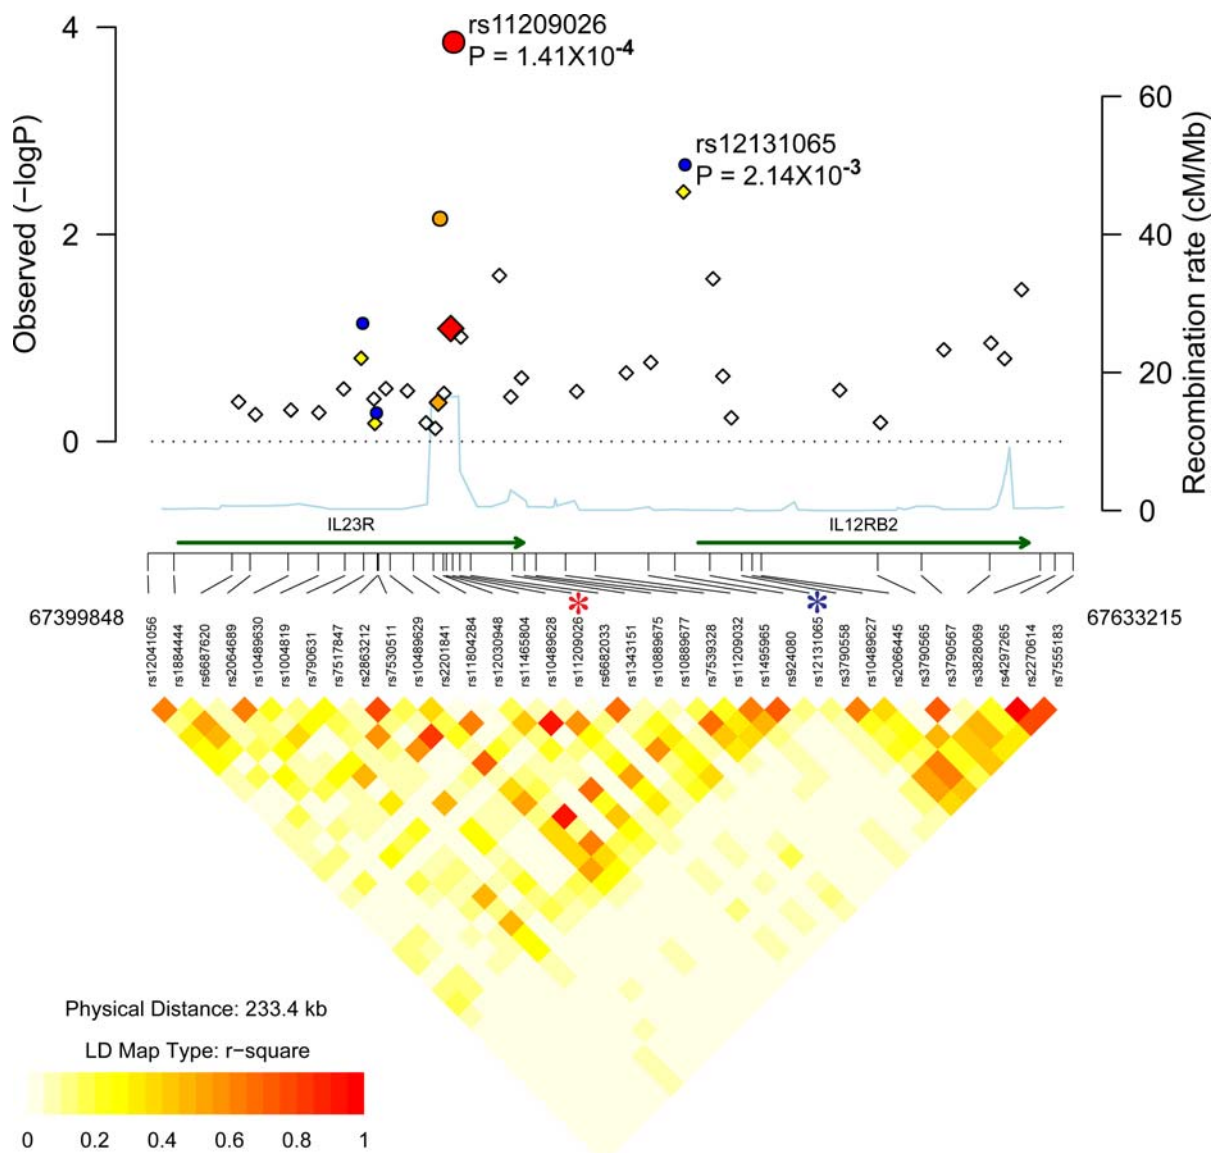 4
rs11209026
P = 1.41X10-4
60
rs12131065
P = 2.14X10-3
Observed (−logP)
Recombination rate (cM/Mb)
2
40
20
0
0
IL23R
IL12RB2
*
*
67399848
67633215
rs12041056
rs1884444
rs6687620
rs2064689
rs10489630
rs1004819
rs790631
rs7517847
rs2863212
rs7530511
rs10489629
rs2201841
rs11804284
rs12030948
rs11465804
rs10489628
rs11209026
rs6682033
rs1343151
rs10889675
rs10889677
rs7539328
rs11209032
rs1495965
rs924080
rs12131065
rs3790558
rs10489627
rs2066445
rs3790565
rs3790567
rs3828069
rs4297265
rs2270614
rs7555183
Physical Distance: 233.4 kb
LD Map Type: r−square
0 0.2 0.4 0.6 0.8 1